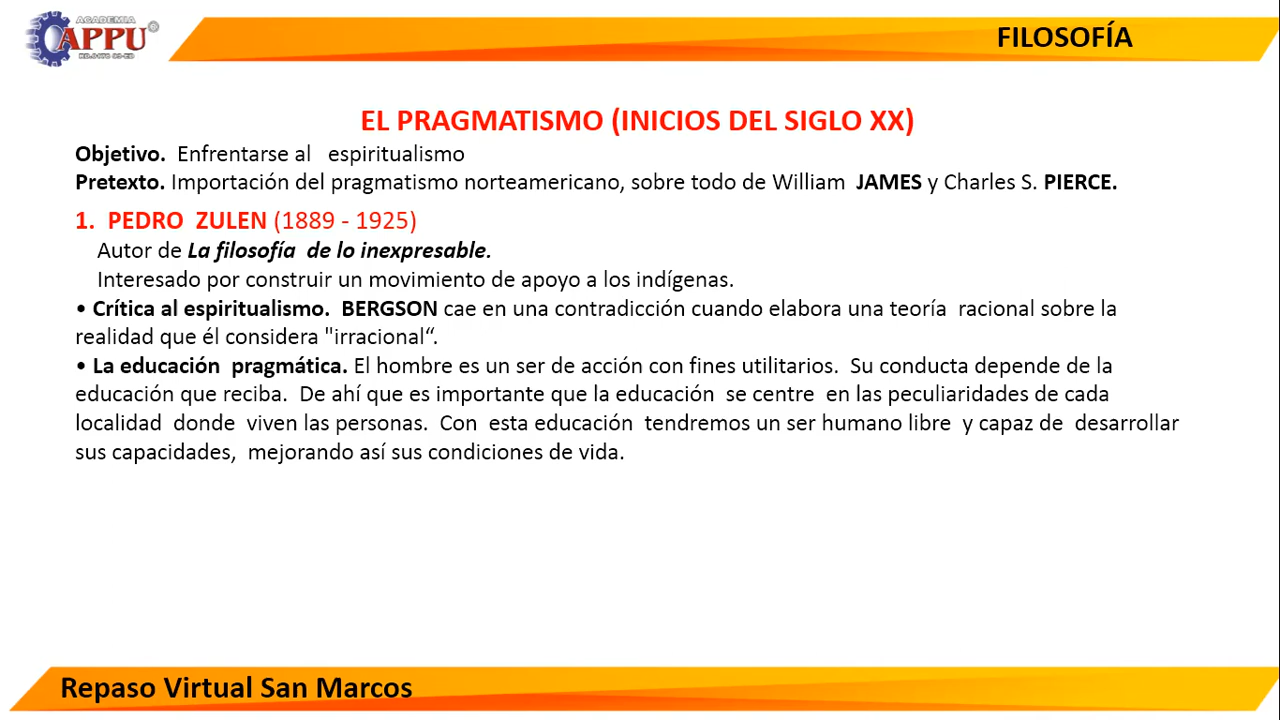 ACADEMIA
APPU
FILOSOFÍA
EL PRAGMATISMO (INICIOS DEL SIGLO XX)
Objetivo. Enfrentarse al espiritualismo
Pretexto. Importación del pragmatismo norteamericano, sobre todo de William JAMES y Charles S. PIERCE.
1. PEDRO ZULEN (1889 - 1925)
Autor de La filosofía de lo inexpresable.
Interesado por construir un movimiento de apoyo a los indígenas.
• Crítica al espiritualismo. BERGSON cae en una contradicción cuando elabora una teoría racional sobre la
realidad que él considera "irracional“.
• La educación pragmática. El hombre es un ser de acción con fines utilitarios. Su conducta depende de la
educación que reciba. De ahí que es importante que la educación se centre en las peculiaridades de cada
localidad donde viven las personas. Con esta educación tendremos un ser humano libre y capaz de desarrollar
sus capacidades, mejorando así sus condiciones de vida.
Repaso Virtual San Marcos